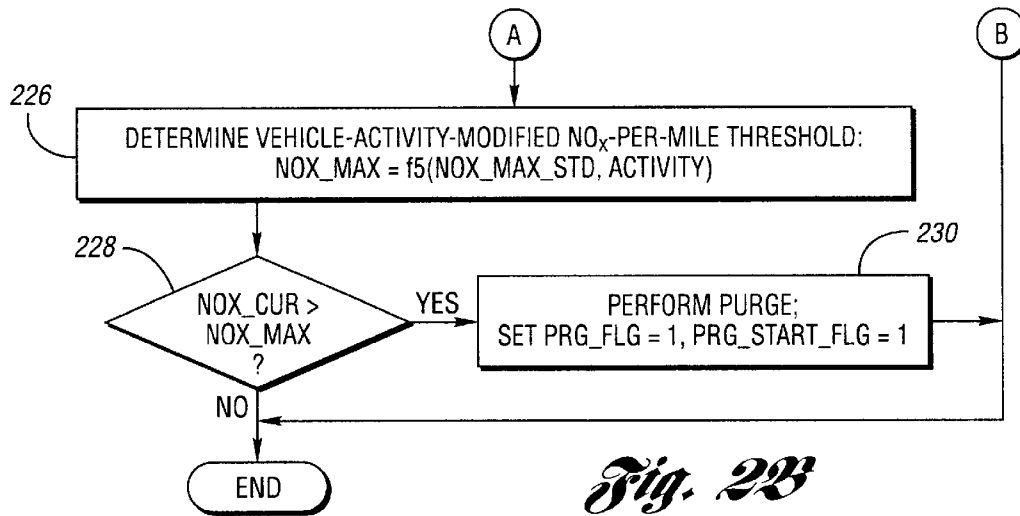 A
B
226
DETERMINE VEHICLE-ACTIVITY-MODIFIED NOₓ-PER-MILE THRESHOLD:
NOX_MAX = f5(NOX_MAX_STD, ACTIVITY)
228
NOX_CUR >
NOX_MAX
?
YES
230
PERFORM PURGE;
SET PRG_FLG = 1, PRG_START_FLG = 1
NO
END
Fig. 2B